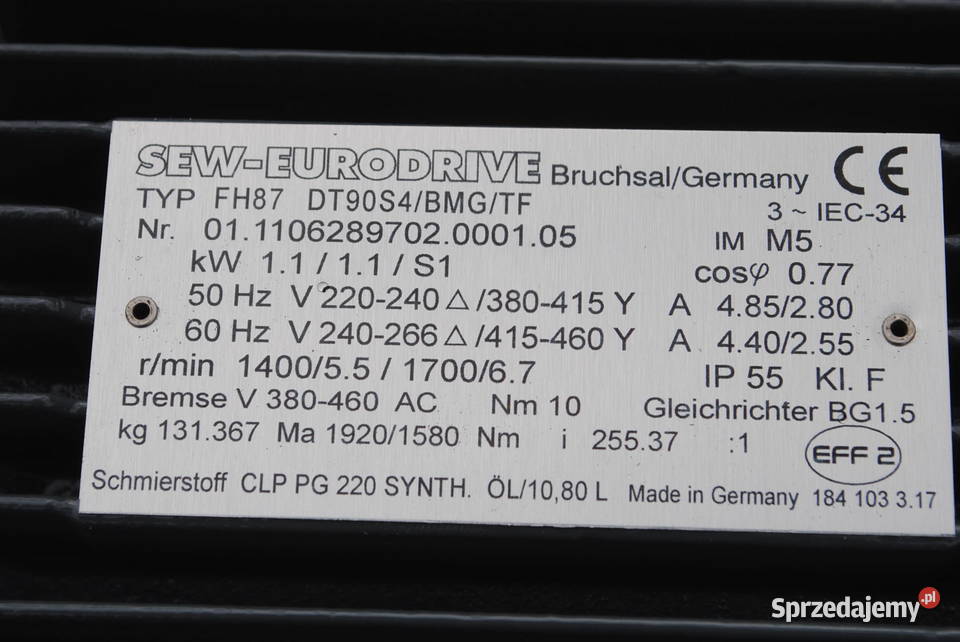 SEW-EURODRIVE Bruchsal/Germany CE
TYP FH87 DT90S4/BMG/TF 3 ~ IEC-34
Nr. 01.1106289702.0001.05 IM M5
kW 1.1 / 1.1 / S1 cosφ 0.77
50 Hz V 220-240 △ /380-415 Y A 4.85/2.80
60 Hz V 240-266 △ /415-460 Y A 4.40/2.55
r/min 1400/5.5 / 1700/6.7 IP 55 Kl. F
Bremse V 380-460 AC Nm 10 Gleichrichter BG1.5
kg 131.367 Ma 1920/1580 Nm i 255.37 :1
EFF 2
Schmierstoff CLP PG 220 SYNTH. ÖL/10,80 L Made in Germany 184 103 3.17
Sprzedajemy.pl